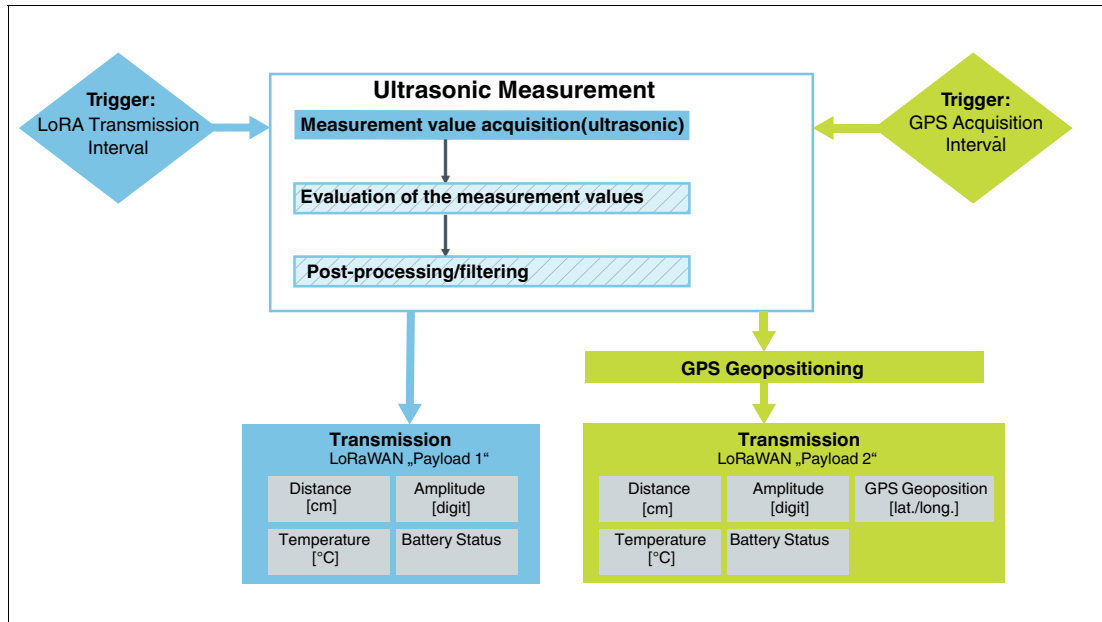 Trigger:
LoRA Transmission
Interval
Ultrasonic Measurement
Measurement value acquisition(ultrasonic)
Evaluation of the measurement values
Post-processing/filtering
Trigger:
GPS Acquisition
Interval
GPS Geopositioning
Transmission
LoRaWAN „Payload 1“
Distance
[cm]
Amplitude
[digit]
Temperature
[°C]
Battery Status
Transmission
LoRaWAN „Payload 2“
Distance
[cm]
Amplitude
[digit]
GPS Geoposition
[lat./long.]
Temperature
[°C]
Battery Status